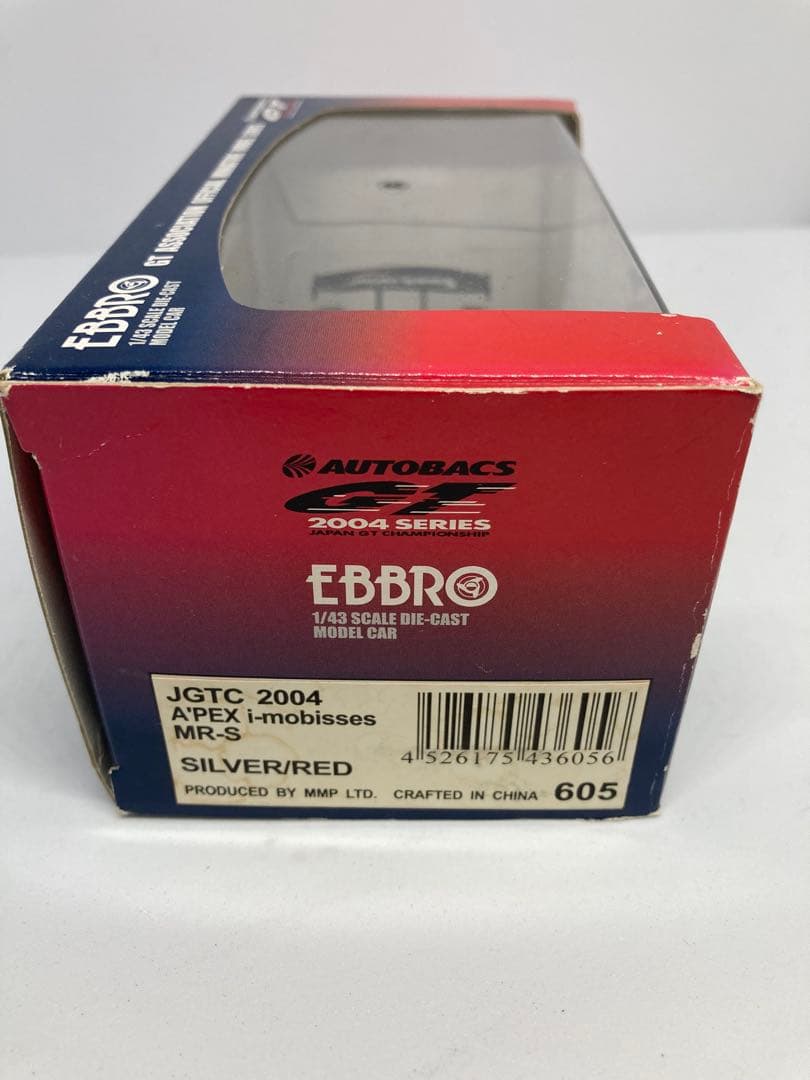 EBBRO
1/43 SCALE DIE-CAST
MODEL CAR
GT ASSOCIATION
AUTOBACS
GT
2004 SERIES
JAPAN GT CHAMPIONSHIP
EBBRO
1/43 SCALE DIE-CAST
MODEL CAR
JGTC 2004
A'PEX i-mobisses
MR-S
SILVER/RED
4 526175 436056
PRODUCED BY MMP LTD. CRAFTED IN CHINA 605